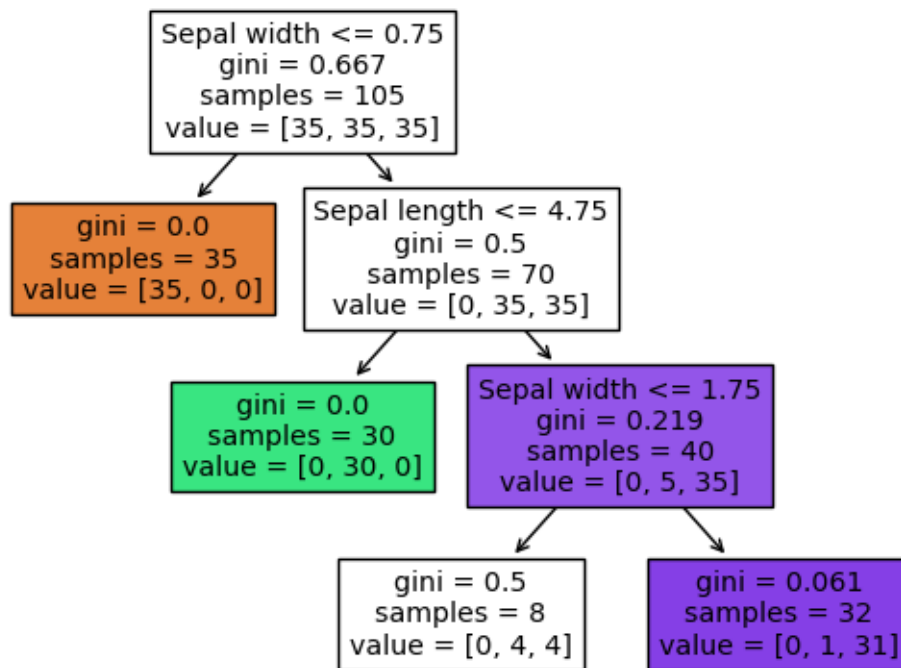 Sepal width <= 0.75
gini = 0.667
samples = 105
value = [35, 35, 35]
gini = 0.0
samples = 35
value = [35, 0, 0]
Sepal length <= 4.75
gini = 0.5
samples = 70
value = [0, 35, 35]
gini = 0.0
samples = 30
value = [0, 30, 0]
Sepal width <= 1.75
gini = 0.219
samples = 40
value = [0, 5, 35]
gini = 0.5
samples = 8
value = [0, 4, 4]
gini = 0.061
samples = 32
value = [0, 1, 31]